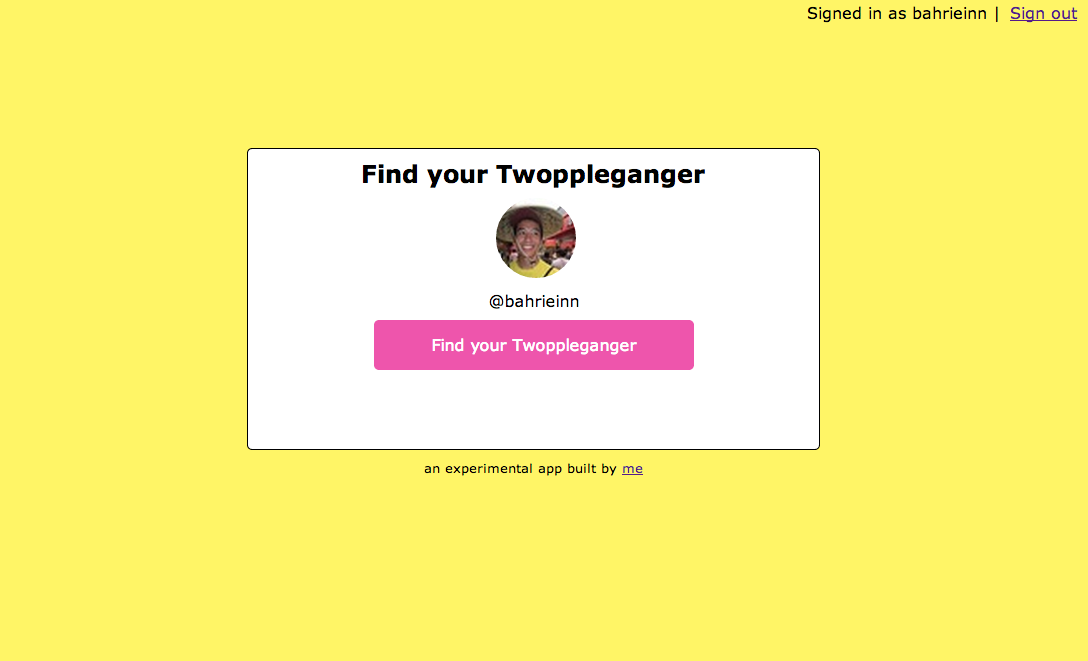 Signed in as bahrieinn | Sign out
Find your Twoppleganger
@bahrieinn
Find your Twoppleganger
an experimental app built by me